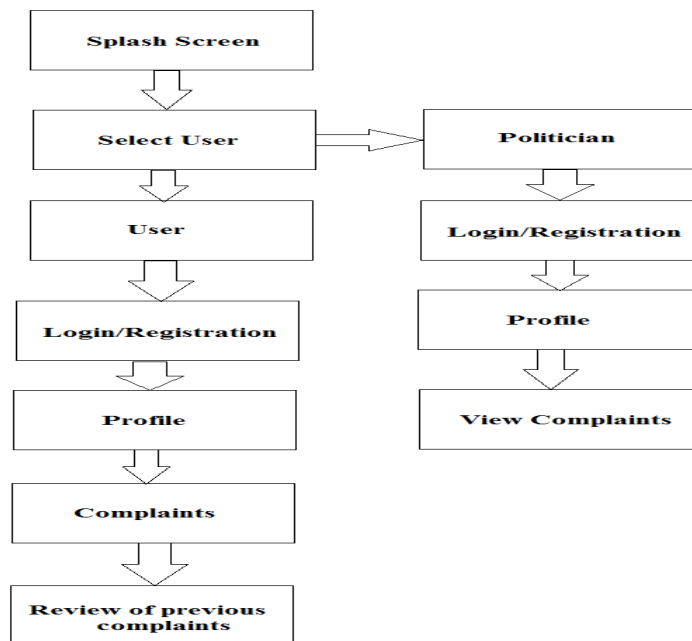 Splash Screen
Select User
Politician
User
Login/Registration
Login/Registration
Profile
Profile
View Complaints
Complaints
Review of previous
complaints